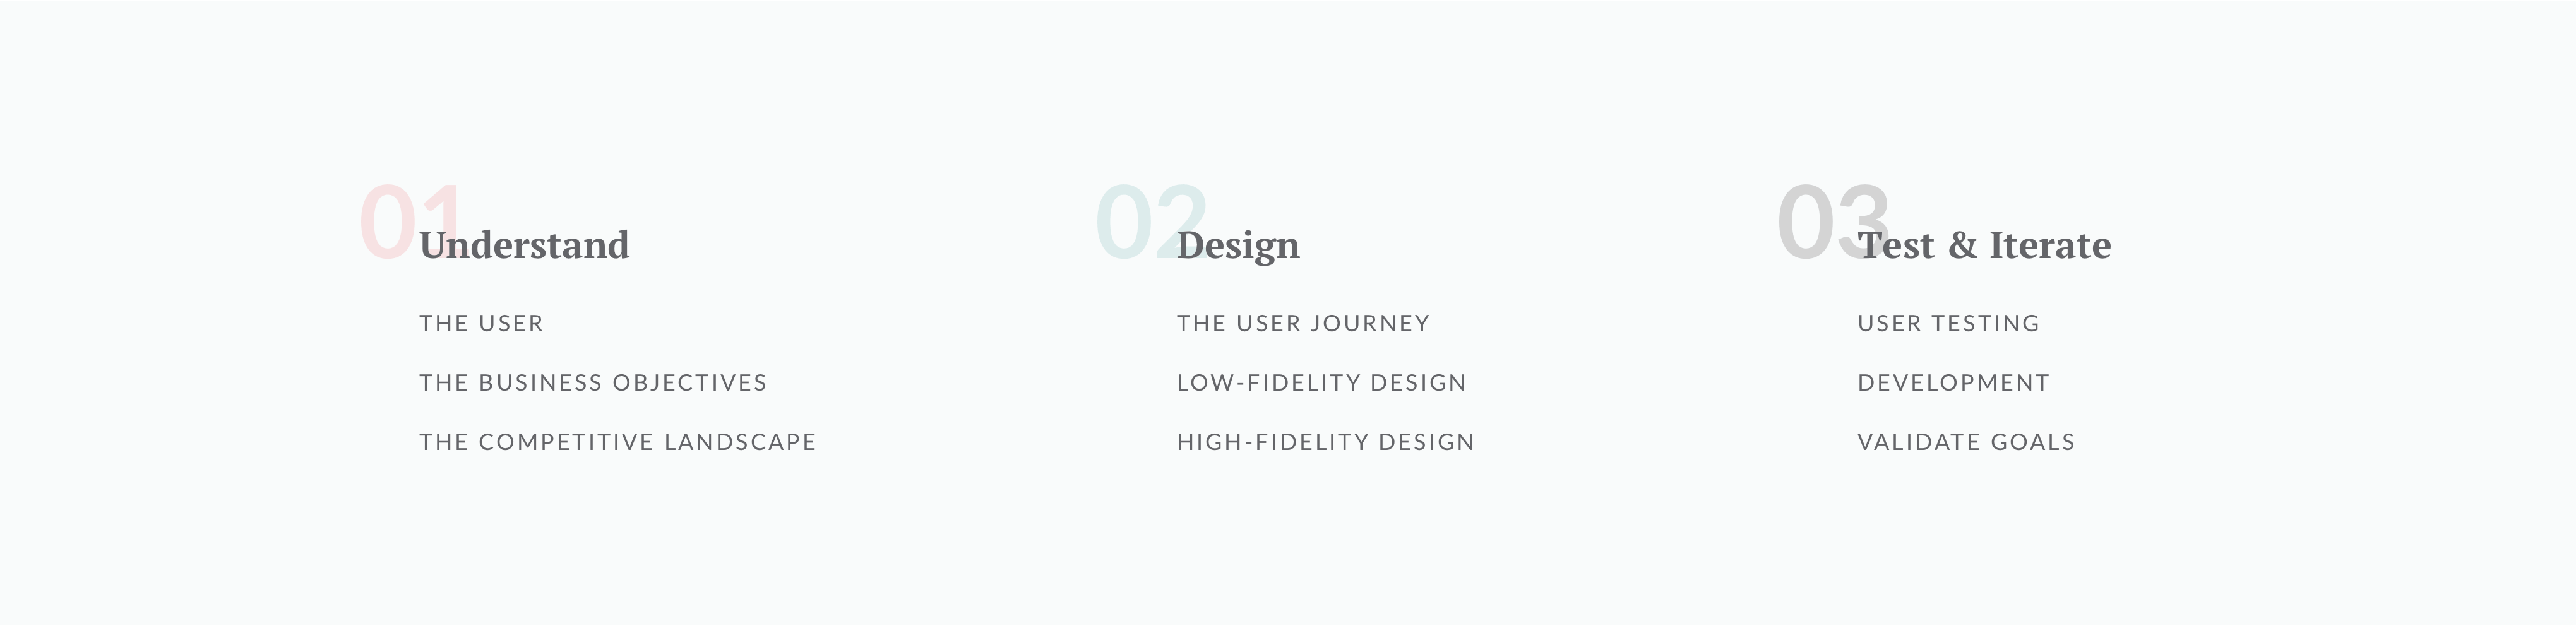 01
Understand
THE USER
THE BUSINESS OBJECTIVES
THE COMPETITIVE LANDSCAPE
02
Design
THE USER JOURNEY
LOW-FIDELITY DESIGN
HIGH-FIDELITY DESIGN
03
Test & Iterate
USER TESTING
DEVELOPMENT
VALIDATE GOALS